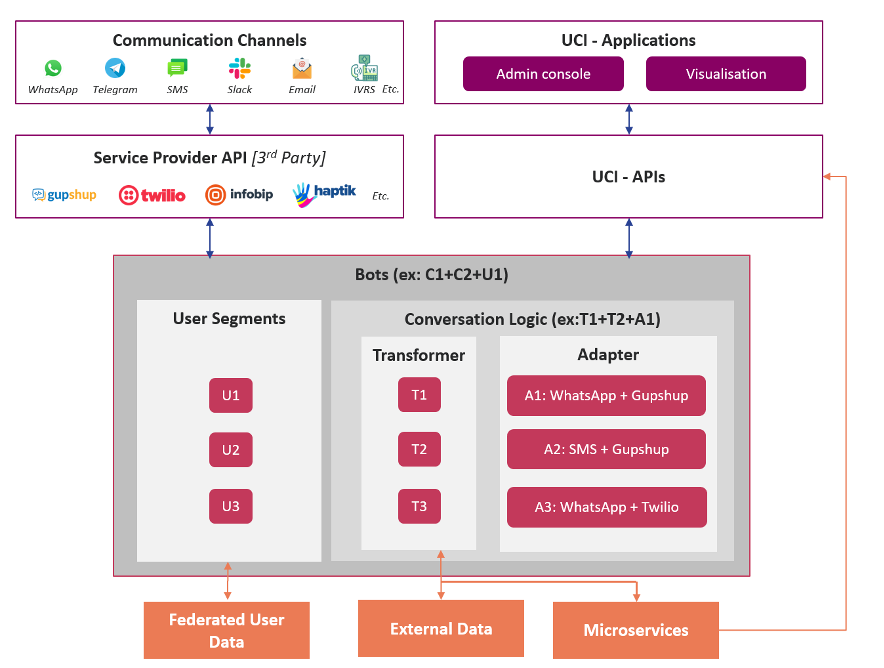 Communication Channels
WhatsApp Telegram SMS Slack Email IVR IVRS Etc.
UCI - Applications
Admin console Visualisation
Service Provider API [3rd Party]
gupshup twilio infobip haptik Etc.
UCI - APIs
Bots (ex: C1+C2+U1)
User Segments
U1
U2
U3
Conversation Logic (ex:T1+T2+A1)
Transformer
T1
T2
T3
Adapter
A1: WhatsApp + Gupshup
A2: SMS + Gupshup
A3: WhatsApp + Twilio
Federated User
Data
External Data
Microservices